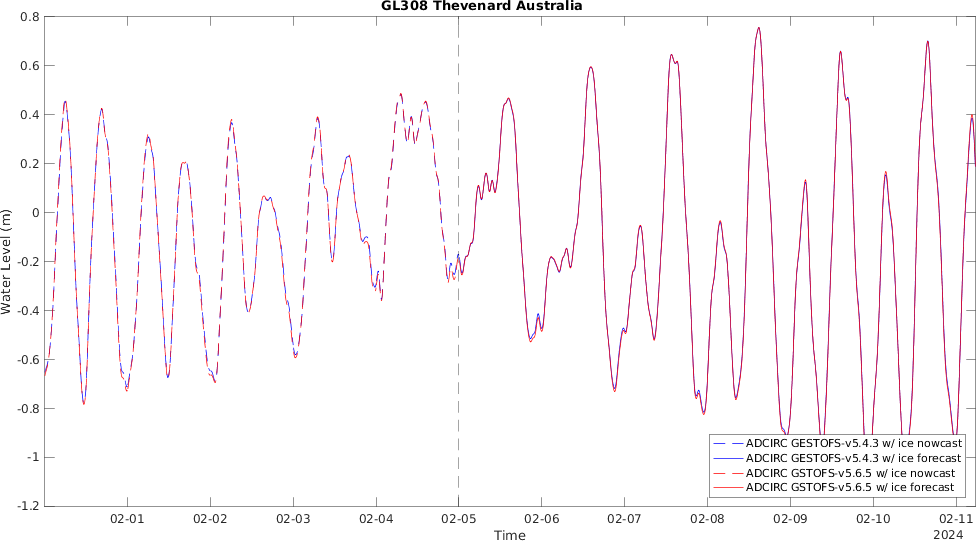 GL308 Thevenard Australia
0.8
0.6
0.4
0.2
0
-0.2
-0.4
-0.6
-0.8
-1
-1.2
Water Level (m)
ADCIRC GESTOFS-v5.4.3 w/ ice nowcast
ADCIRC GESTOFS-v5.4.3 w/ ice forecast
ADCIRC GSTOFS-v5.6.5 w/ ice nowcast
ADCIRC GSTOFS-v5.6.5 w/ ice forecast
02-01 02-02 02-03 02-04 02-05 02-06 02-07 02-08 02-09 02-10 02-11
Time
2024